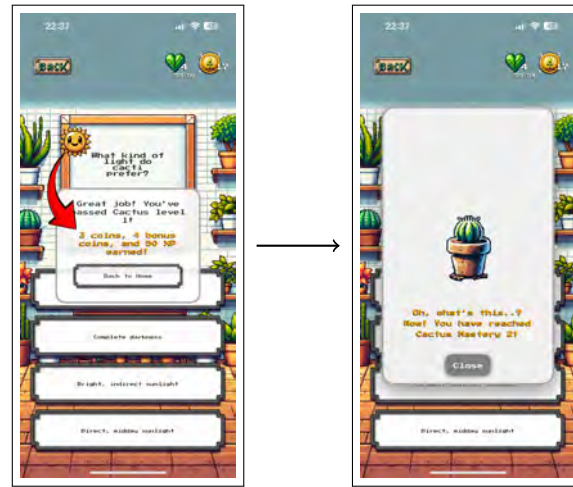 22:37
BACK
What kind of
light do
cacti
prefer?
Great job! You've
passed Cactus level
1!
3 coins, 4 bonus
coins, and 50 XP
earned!
Back to Home
Complete darkness
Bright, indirect sunlight
Direct, midday sunlight
22:37
BACK
Oh, what's this..?
Wow! You have reached
Cactus Mastery 2!
Close
Direct, midday sunlight